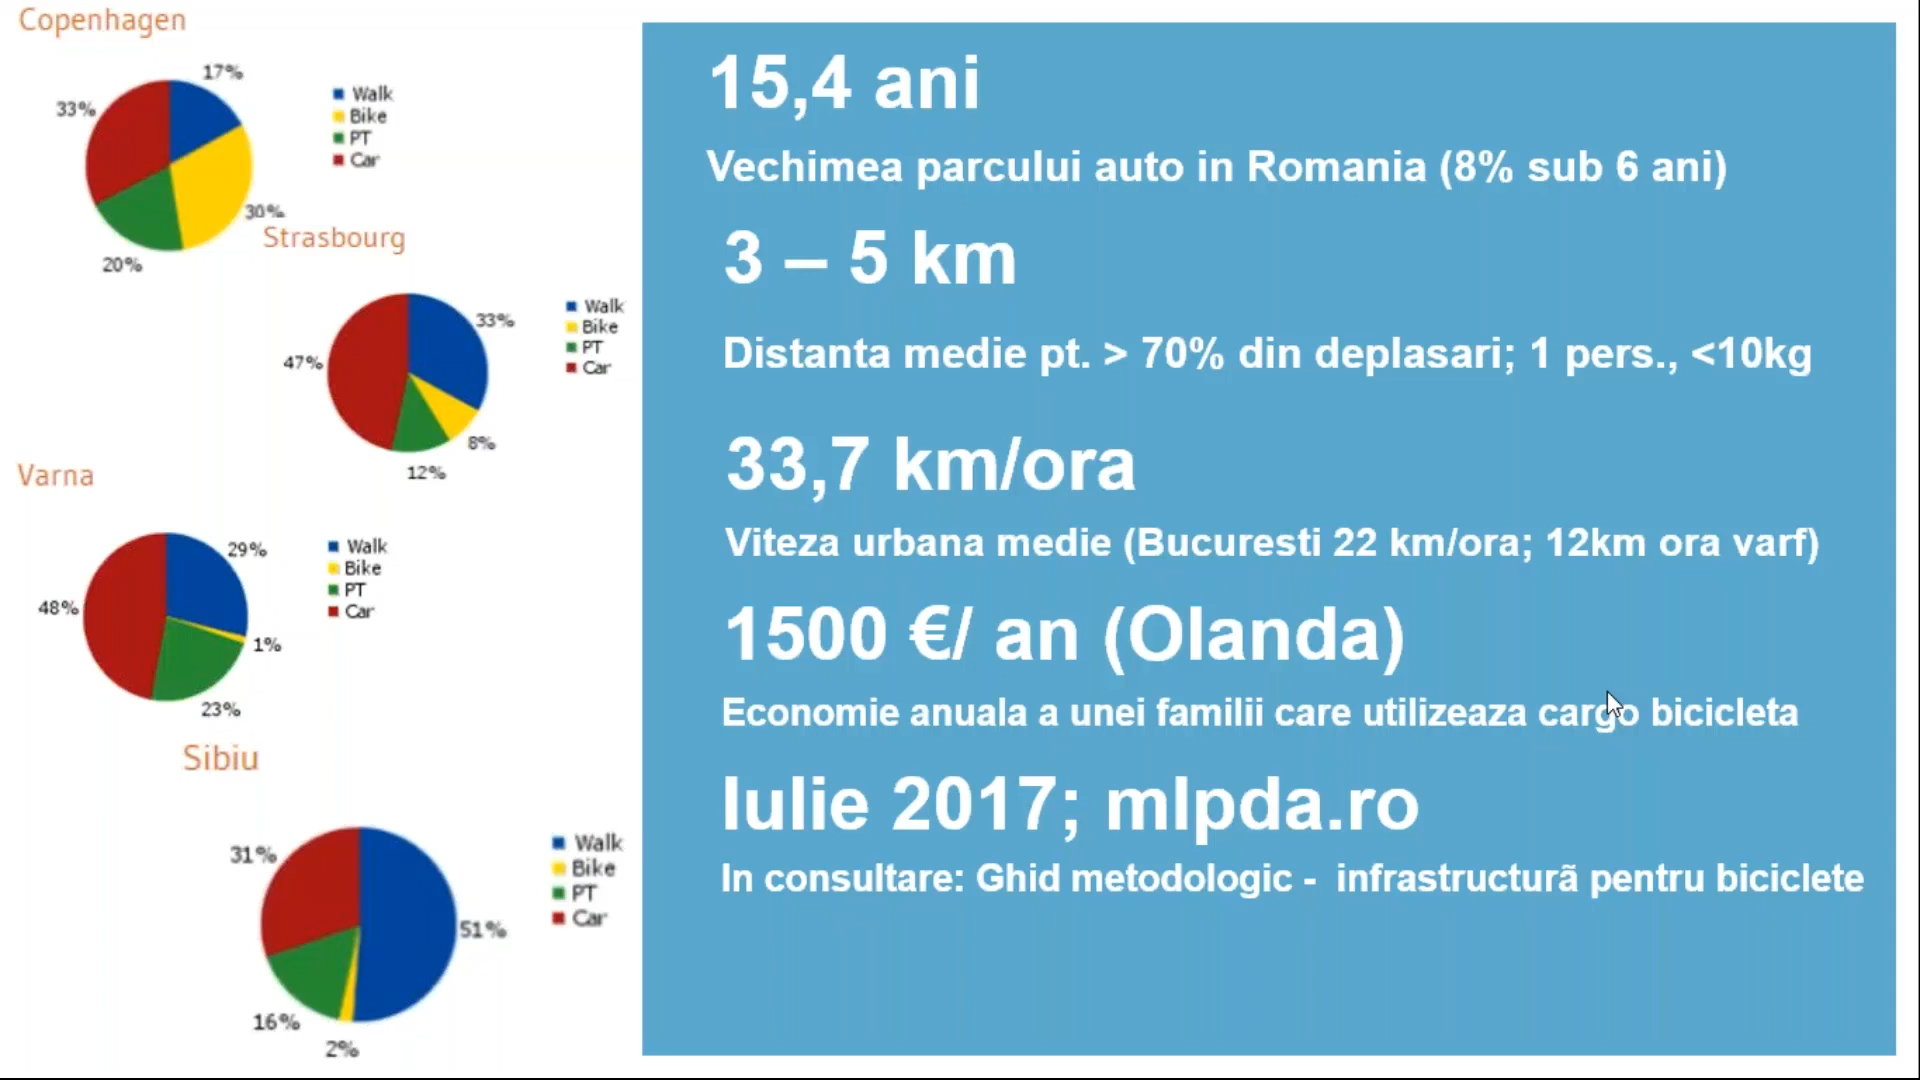 Copenhagen
17%
33%
30%
20%
Walk
Bike
PT
Car
Strasbourg
33%
47%
8%
12%
Walk
Bike
PT
Car
Varna
29%
48%
1%
23%
Walk
Bike
PT
Car
Sibiu
31%
51%
16%
2%
Walk
Bike
PT
Car
15,4 ani
Vechimea parcului auto in Romania (8% sub 6 ani)
3 – 5 km
Distanta medie pt. > 70% din deplasari; 1 pers., <10kg
33,7 km/ora
Viteza urbana medie (Bucuresti 22 km/ora; 12km ora varf)
1500 €/ an (Olanda)
Economie anuala a unei familii care utilizeaza cargo bicicleta
Iulie 2017; mlpda.ro
In consultare: Ghid metodologic -  infrastructurã pentru biciclete